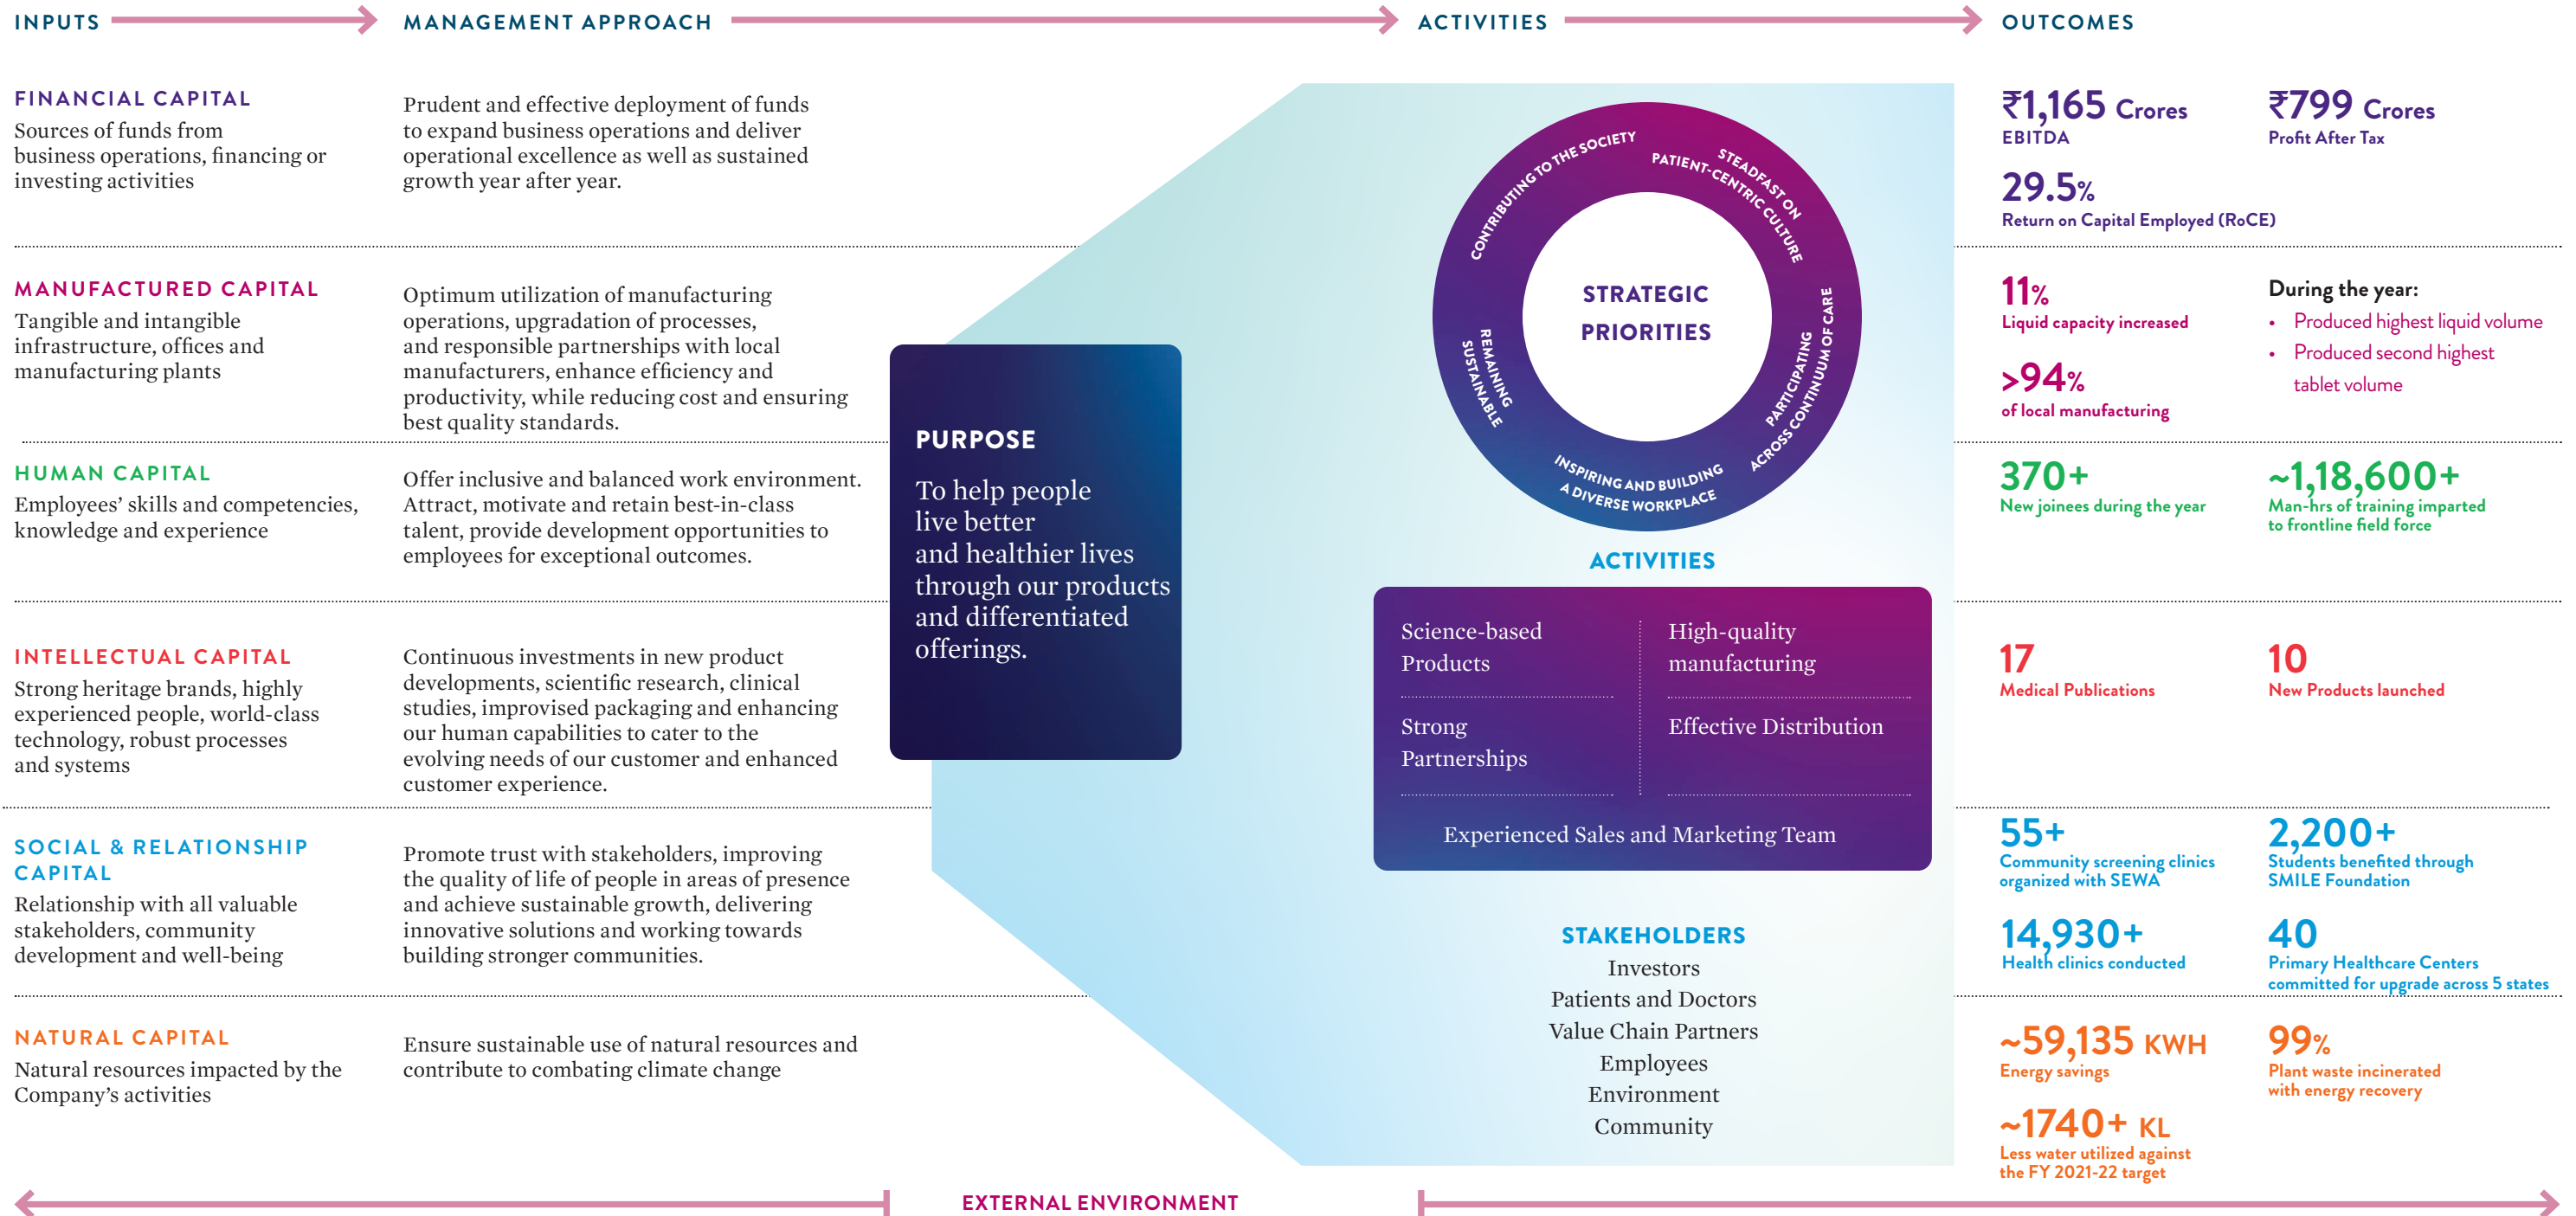 INPUTS
MANAGEMENT APPROACH
ACTIVITIES
OUTCOMES
FINANCIAL CAPITAL
Sources of funds from
business operations, financing or
investing activities
Prudent and effective deployment of funds
to expand business operations and deliver
operational excellence as well as sustained
growth year after year.
MANUFACTURED CAPITAL
Tangible and intangible
infrastructure, offices and
manufacturing plants
Optimum utilization of manufacturing
operations, upgradation of processes,
and responsible partnerships with local
manufacturers, enhance efficiency and
productivity, while reducing cost and ensuring
best quality standards.
HUMAN CAPITAL
Employees’ skills and competencies,
knowledge and experience
Offer inclusive and balanced work environment.
Attract, motivate and retain best-in-class
talent, provide development opportunities to
employees for exceptional outcomes.
INTELLECTUAL CAPITAL
Strong heritage brands, highly
experienced people, world-class
technology, robust processes
and systems
Continuous investments in new product
developments, scientific research, clinical
studies, improvised packaging and enhancing
our human capabilities to cater to the
evolving needs of our customer and enhanced
customer experience.
SOCIAL & RELATIONSHIP
CAPITAL
Relationship with all valuable
stakeholders, community
development and well-being
Promote trust with stakeholders, improving
the quality of life of people in areas of presence
and achieve sustainable growth, delivering
innovative solutions and working towards
building stronger communities.
NATURAL CAPITAL
Natural resources impacted by the
Company’s activities
Ensure sustainable use of natural resources and
contribute to combating climate change
PURPOSE
To help people
live better
and healthier lives
through our products
and differentiated
offerings.
CONTRIBUTING TO THE SOCIETY
STEADFAST ON
PATIENT-CENTRIC CULTURE
PARTICIPATING
ACROSS CONTINUUM OF CARE
INSPIRING AND BUILDING
A DIVERSE WORKPLACE
REMAINING
SUSTAINABLE
STRATEGIC
PRIORITIES
ACTIVITIES
Science-based
Products
High-quality
manufacturing
Strong
Partnerships
Effective Distribution
Experienced Sales and Marketing Team
STAKEHOLDERS
Investors
Patients and Doctors
Value Chain Partners
Employees
Environment
Community
₹1,165 Crores
EBITDA
₹799 Crores
Profit After Tax
29.5%
Return on Capital Employed (RoCE)
11%
Liquid capacity increased
>94%
of local manufacturing
During the year:
• Produced highest liquid volume
• Produced second highest
tablet volume
370+
New joinees during the year
~1,18,600+
Man-hrs of training imparted
to frontline field force
17
Medical Publications
10
New Products launched
55+
Community screening clinics
organized with SEWA
2,200+
Students benefited through
SMILE Foundation
14,930+
Health clinics conducted
40
Primary Healthcare Centers
committed for upgrade across 5 states
~59,135 KWH
Energy savings
99%
Plant waste incinerated
with energy recovery
~1740+ KL
Less water utilized against
the FY 2021-22 target
EXTERNAL ENVIRONMENT